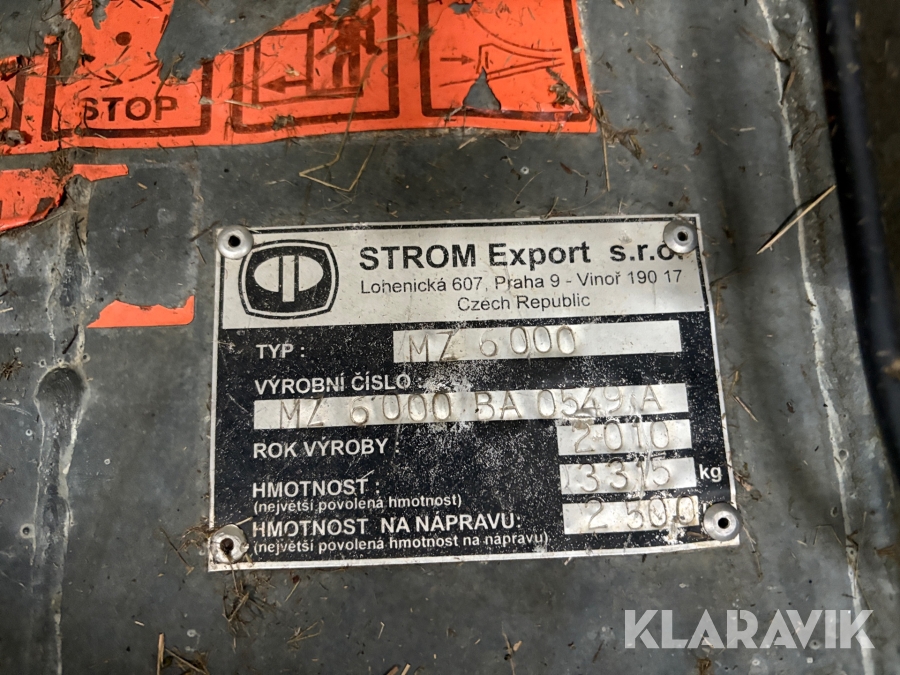 STOP
STROM Export s.r.o.
Lohenická 607, Praha 9 - Vinoř 190 17
Czech Republic
TYP : MZ 6000
VÝROBNÍ ČÍSLO :
MZ 6000 BA 0549 A
ROK VÝROBY : 2010
HMOTNOST : 3315 kg
(největší povolená hmotnost)
HMOTNOST NA NÁPRAVU: 2500
(největší povolená hmotnost na nápravu)
KLARAVIK